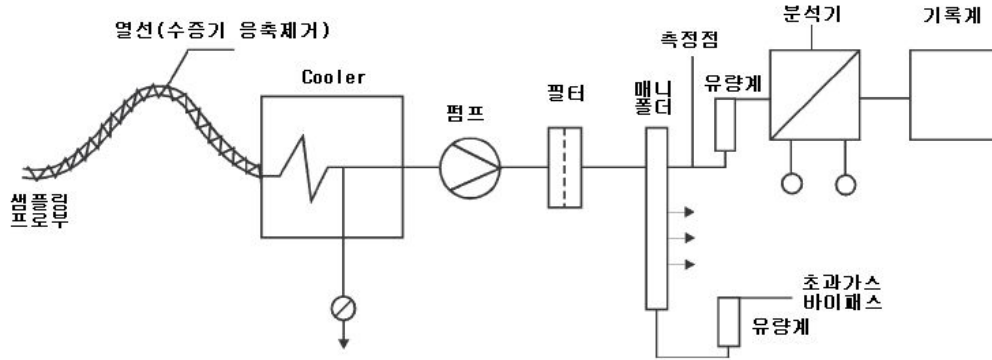 열선(수증기 응축제거)
Cooler
샘플링
프로부
펌프
필터
매니
폴더
측정점
유량계
분석기
기록계
초과가스
바이패스
유량계